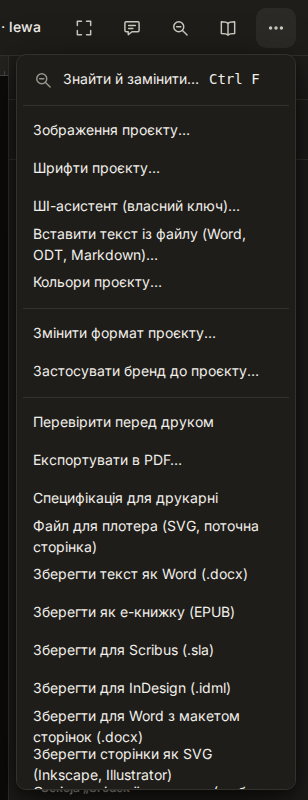 · Iewa
Знайти й замінити... Ctrl F
Зображення проєкту...
Шрифти проєкту...
ШІ-асистент (власний ключ)...
Вставити текст із файлу (Word,
ODT, Markdown)...
Кольори проєкту...
Змінити формат проєкту...
Застосувати бренд до проєкту...
Перевірити перед друком
Експортувати в PDF...
Специфікація для друкарні
Файл для плотера (SVG, поточна
сторінка)
Зберегти текст як Word (.docx)
Зберегти як е-книжку (EPUB)
Зберегти для Scribus (.sla)
Зберегти для InDesign (.idml)
Зберегти для Word з макетом
сторінок (.docx)
Зберегти сторінки як SVG
(Inkscape, Illustrator)